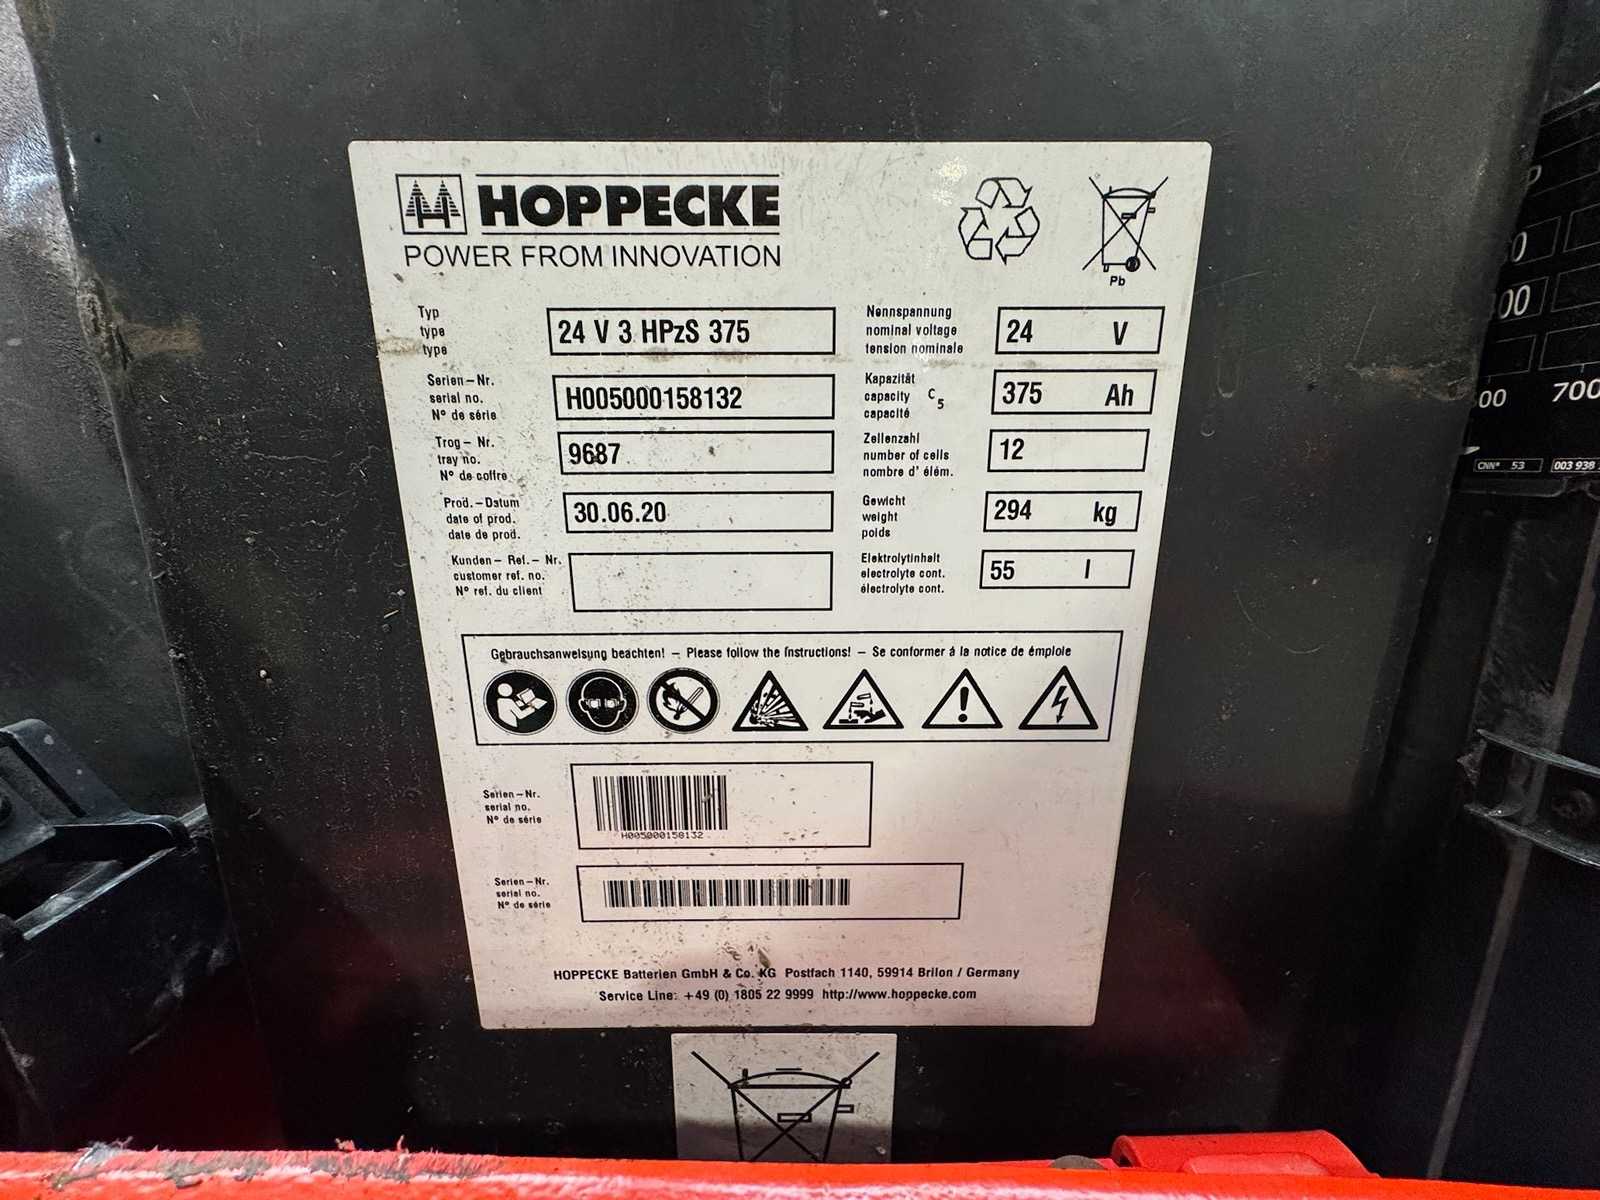 HOPPECKE
POWER FROM INNOVATION
Pb
Typ
type
type
24 V 3 HPzS 375
Serien-Nr.
serial no.
N° de série
H005000158132
Trog-Nr.
tray no.
N° de coffre
9687
Prod.-Datum
date of prod.
date de prod.
30.06.20
Kunden-Ref.-Nr.
customer ref. no.
N° ref. du client
Nennspannung
nominal voltage
tension nominale
24 V
Kapazität
capacity C5
capacité
375 Ah
Zellenzahl
number of cells
nombre d' élém.
12
Gewicht
weight
poids
294 kg
Elektrolytinhalt
electrolyte cont.
électrolyte cont.
55 l
Gebrauchsanweisung beachten! - Please follow the instructions! - Se conformer á la notice de émploie
Serien-Nr.
serial no.
N° de série
H005000158132
Serien-Nr.
serial no.
N° de série
HOPPECKE Batterien GmbH & Co. KG Postfach 1140, 59914 Brilon / Germany
Service Line: +49 (0) 1805 22 9999 http://www.hoppecke.com
700
CNN° 53
003 938